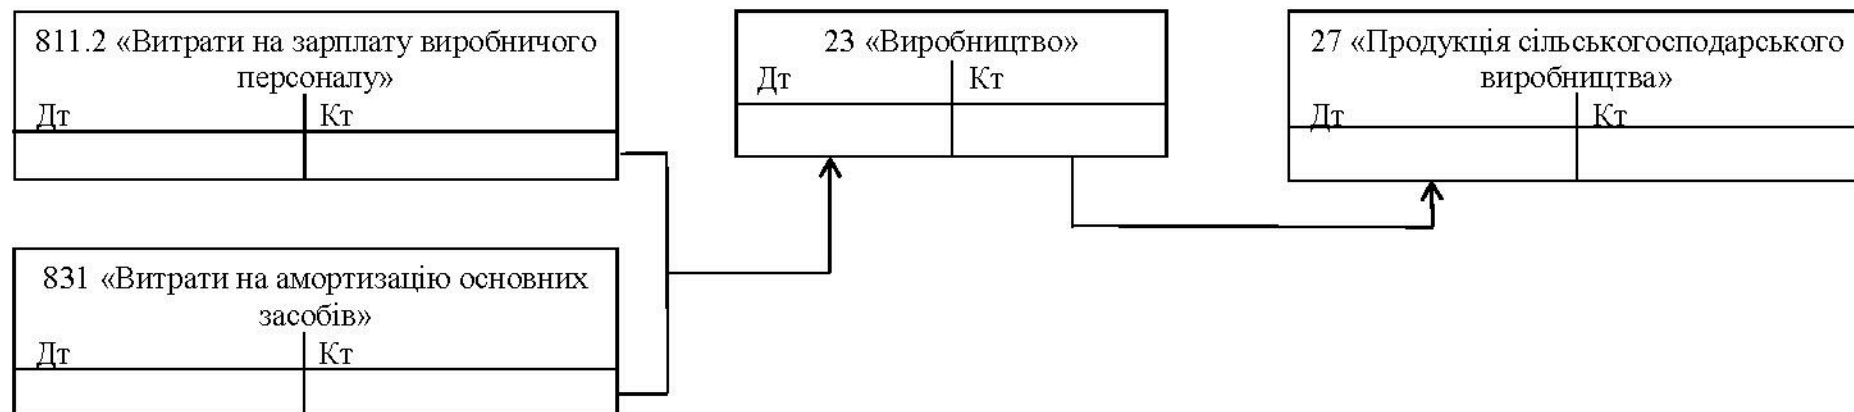 811.2 «Витрати на зарплату виробничого
персоналу»
Дт Кт
23 «Виробництво»
Дт Кт
27 «Продукція сільськогосподарського
виробництва»
Дт Кт
831 «Витрати на амортизацію основних
засобів»
Дт Кт